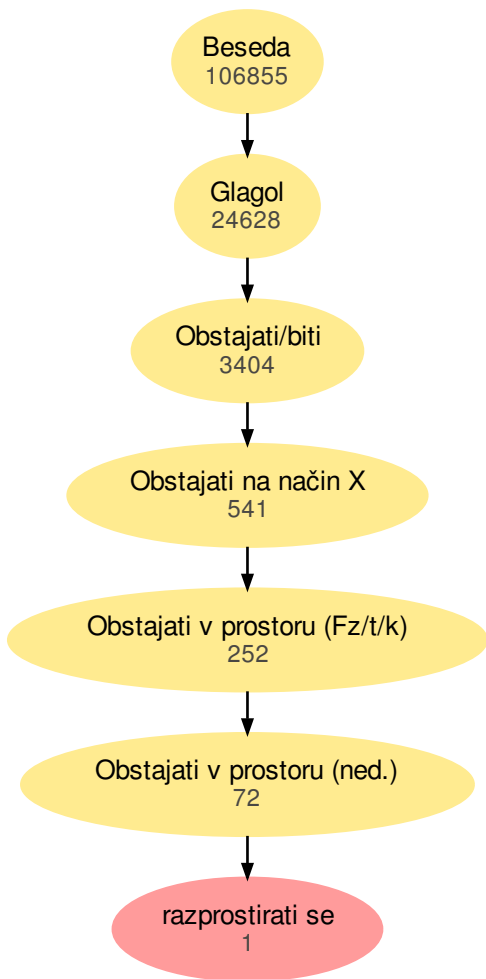 Beseda
106855
Glagol
24628
Obstajati/biti
3404
Obstajati na način X
541
Obstajati v prostoru (Fz/t/k)
252
Obstajati v prostoru (ned.)
72
razprostirati se
1